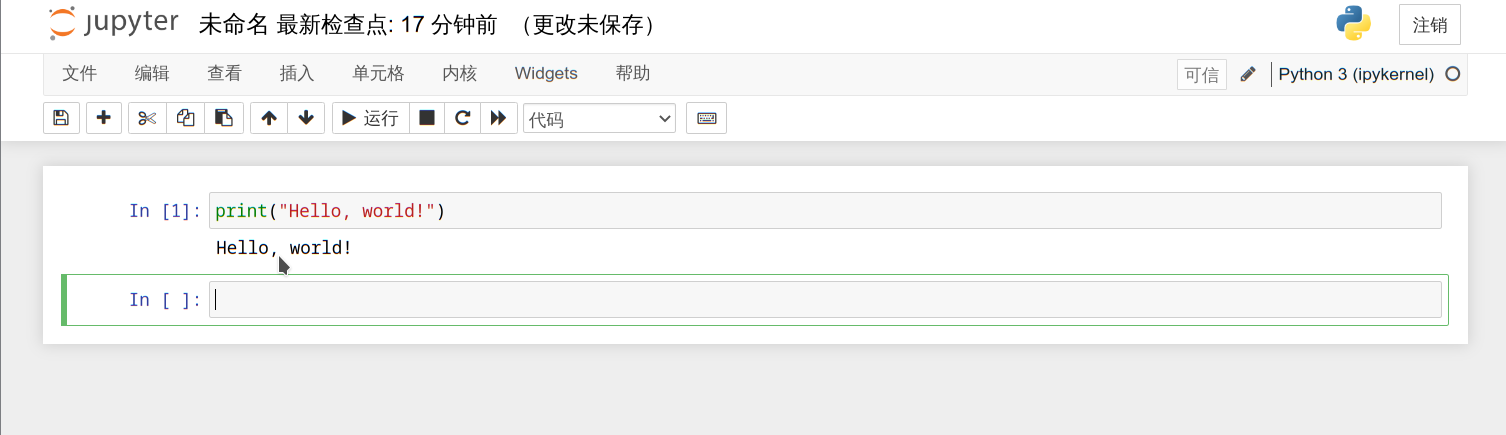 jupyter 未命名 最新检查点: 17 分钟前 （更改未保存） 注销
文件 编辑 查看 插入 单元格 内核 Widgets 帮助 可信 Python 3 (ipykernel)
运行 代码
In [1]: print("Hello, world!")
Hello, world!
In [ ]: